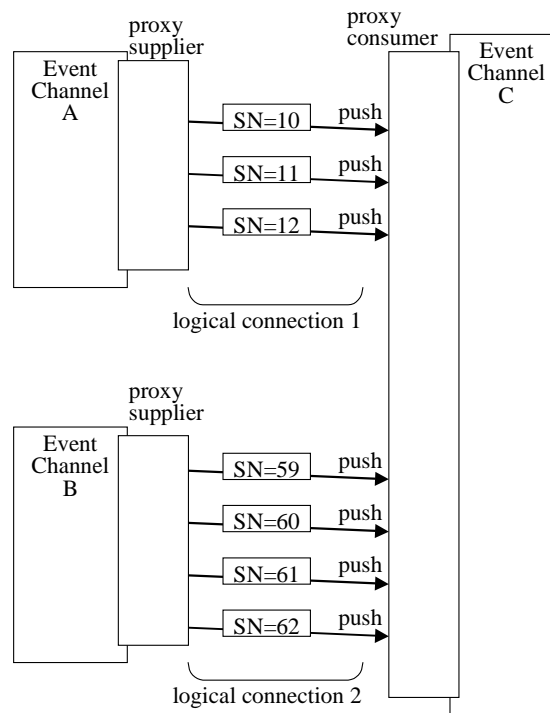 proxy
supplier
Event
Channel
A
SN=10
push
SN=11
push
SN=12
push
logical connection 1
proxy
consumer
Event
Channel
C
proxy
supplier
Event
Channel
B
SN=59
push
SN=60
push
SN=61
push
SN=62
push
logical connection 2